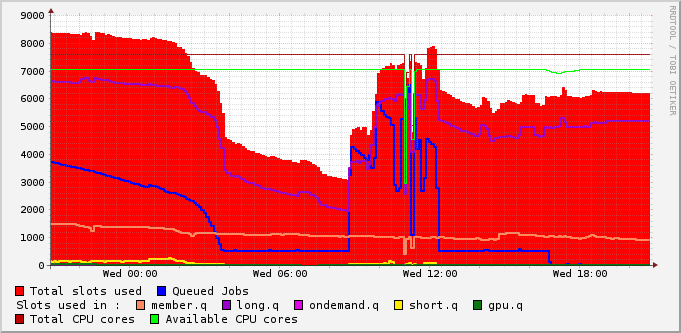 9000
8000
7000
6000
5000
4000
3000
2000
1000
0
Wed 00:00 Wed 06:00 Wed 12:00 Wed 18:00
RRDTOOL / TOBI OETIKER
Total slots used Queued Jobs
Slots used in : member.q long.q ondemand.q short.q gpu.q
Total CPU cores Available CPU cores